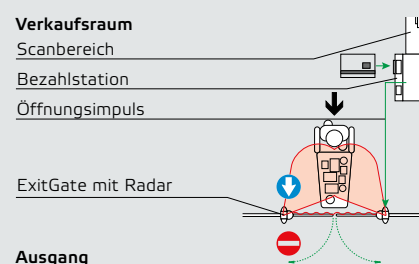 Verkaufsraum
Scanbereich
Bezahlstation
Öffnungsimpuls
ExitGate mit Radar
Ausgang